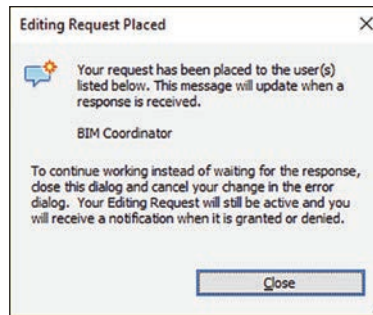 Editing Request Placed
Your request has been placed to the user(s)
listed below. This message will update when a
response is received.
BIM Coordinator
To continue working instead of waiting for the response,
close this dialog and cancel your change in the error
dialog. Your Editing Request will still be active and you
will receive a notification when it is granted or denied.
Close